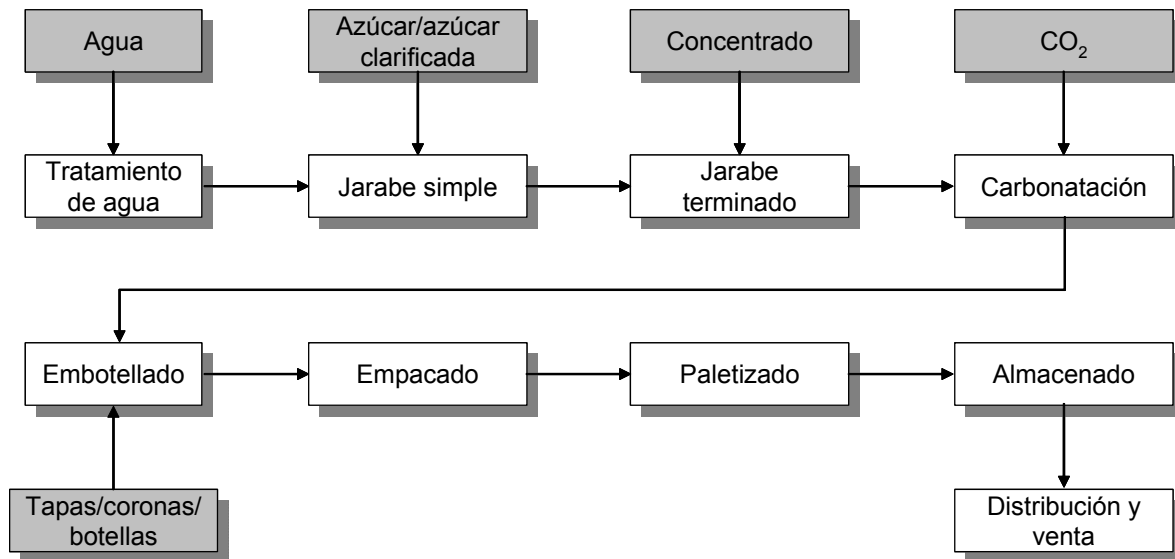 Agua
Azúcar/azúcar
clarificada
Concentrado
CO₂
Tratamiento
de agua
Jarabe simple
Jarabe
terminado
Carbonatación
Embotellado
Empacado
Paletizado
Almacenado
Tapas/coronas/
botellas
Distribución y
venta